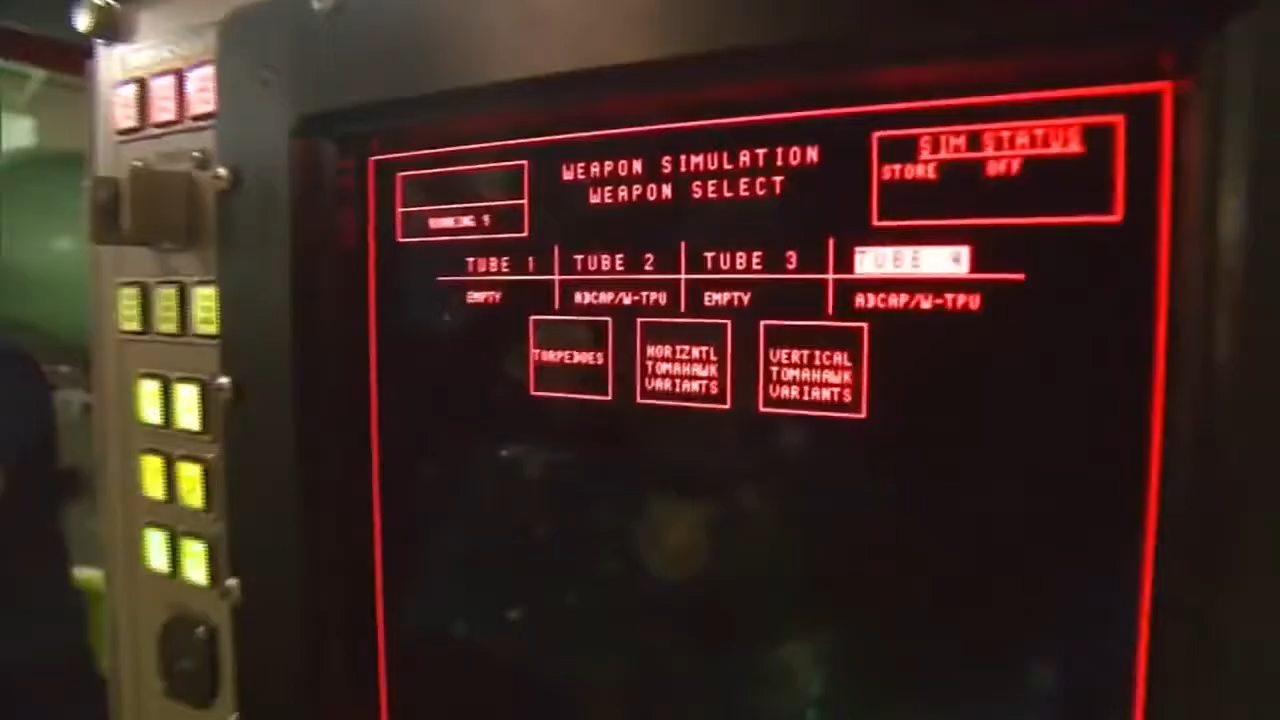 WEAPON SIMULATION
WEAPON SELECT
SIM STATUS
STORE OFF
TUBE 1 TUBE 2 TUBE 3 TUBE 4
EMPTY ADCAP/W-TPU EMPTY ADCAP/W-TPU
TORPEDOES
HORIZNTL
TOMAHAWK
VARIANTS
VERTICAL
TOMAHAWK
VARIANTS